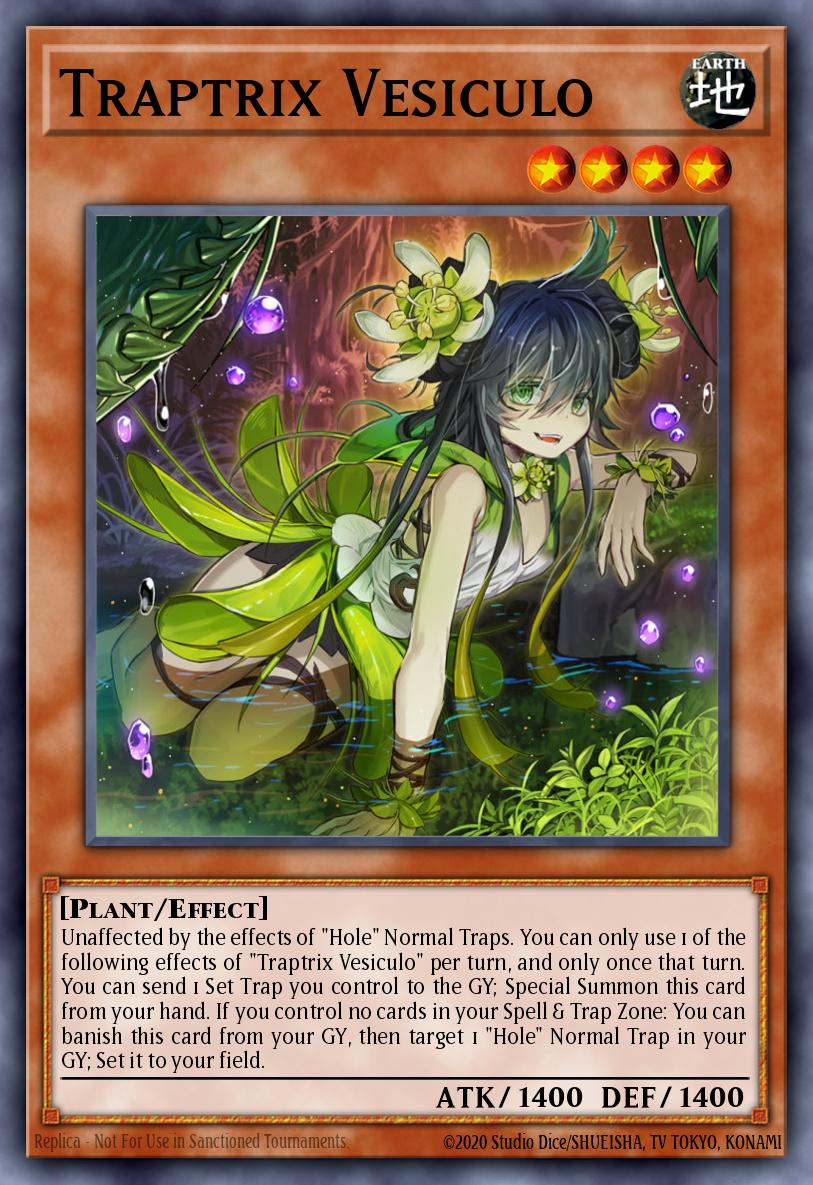 Traptrix Vesiculo
EARTH
地
[Plant/Effect]
Unaffected by the effects of "Hole" Normal Traps. You can only use 1 of the
following effects of "Traptrix Vesiculo" per turn, and only once that turn.
You can send 1 Set Trap you control to the GY; Special Summon this card
from your hand. If you control no cards in your Spell & Trap Zone: You can
banish this card from your GY, then target 1 "Hole" Normal Trap in your
GY; Set it to your field.
ATK/1400 DEF/1400
Replica - Not For Use in Sanctioned Tournaments.
©2020 Studio Dice/SHUEISHA, TV TOKYO, KONAMI